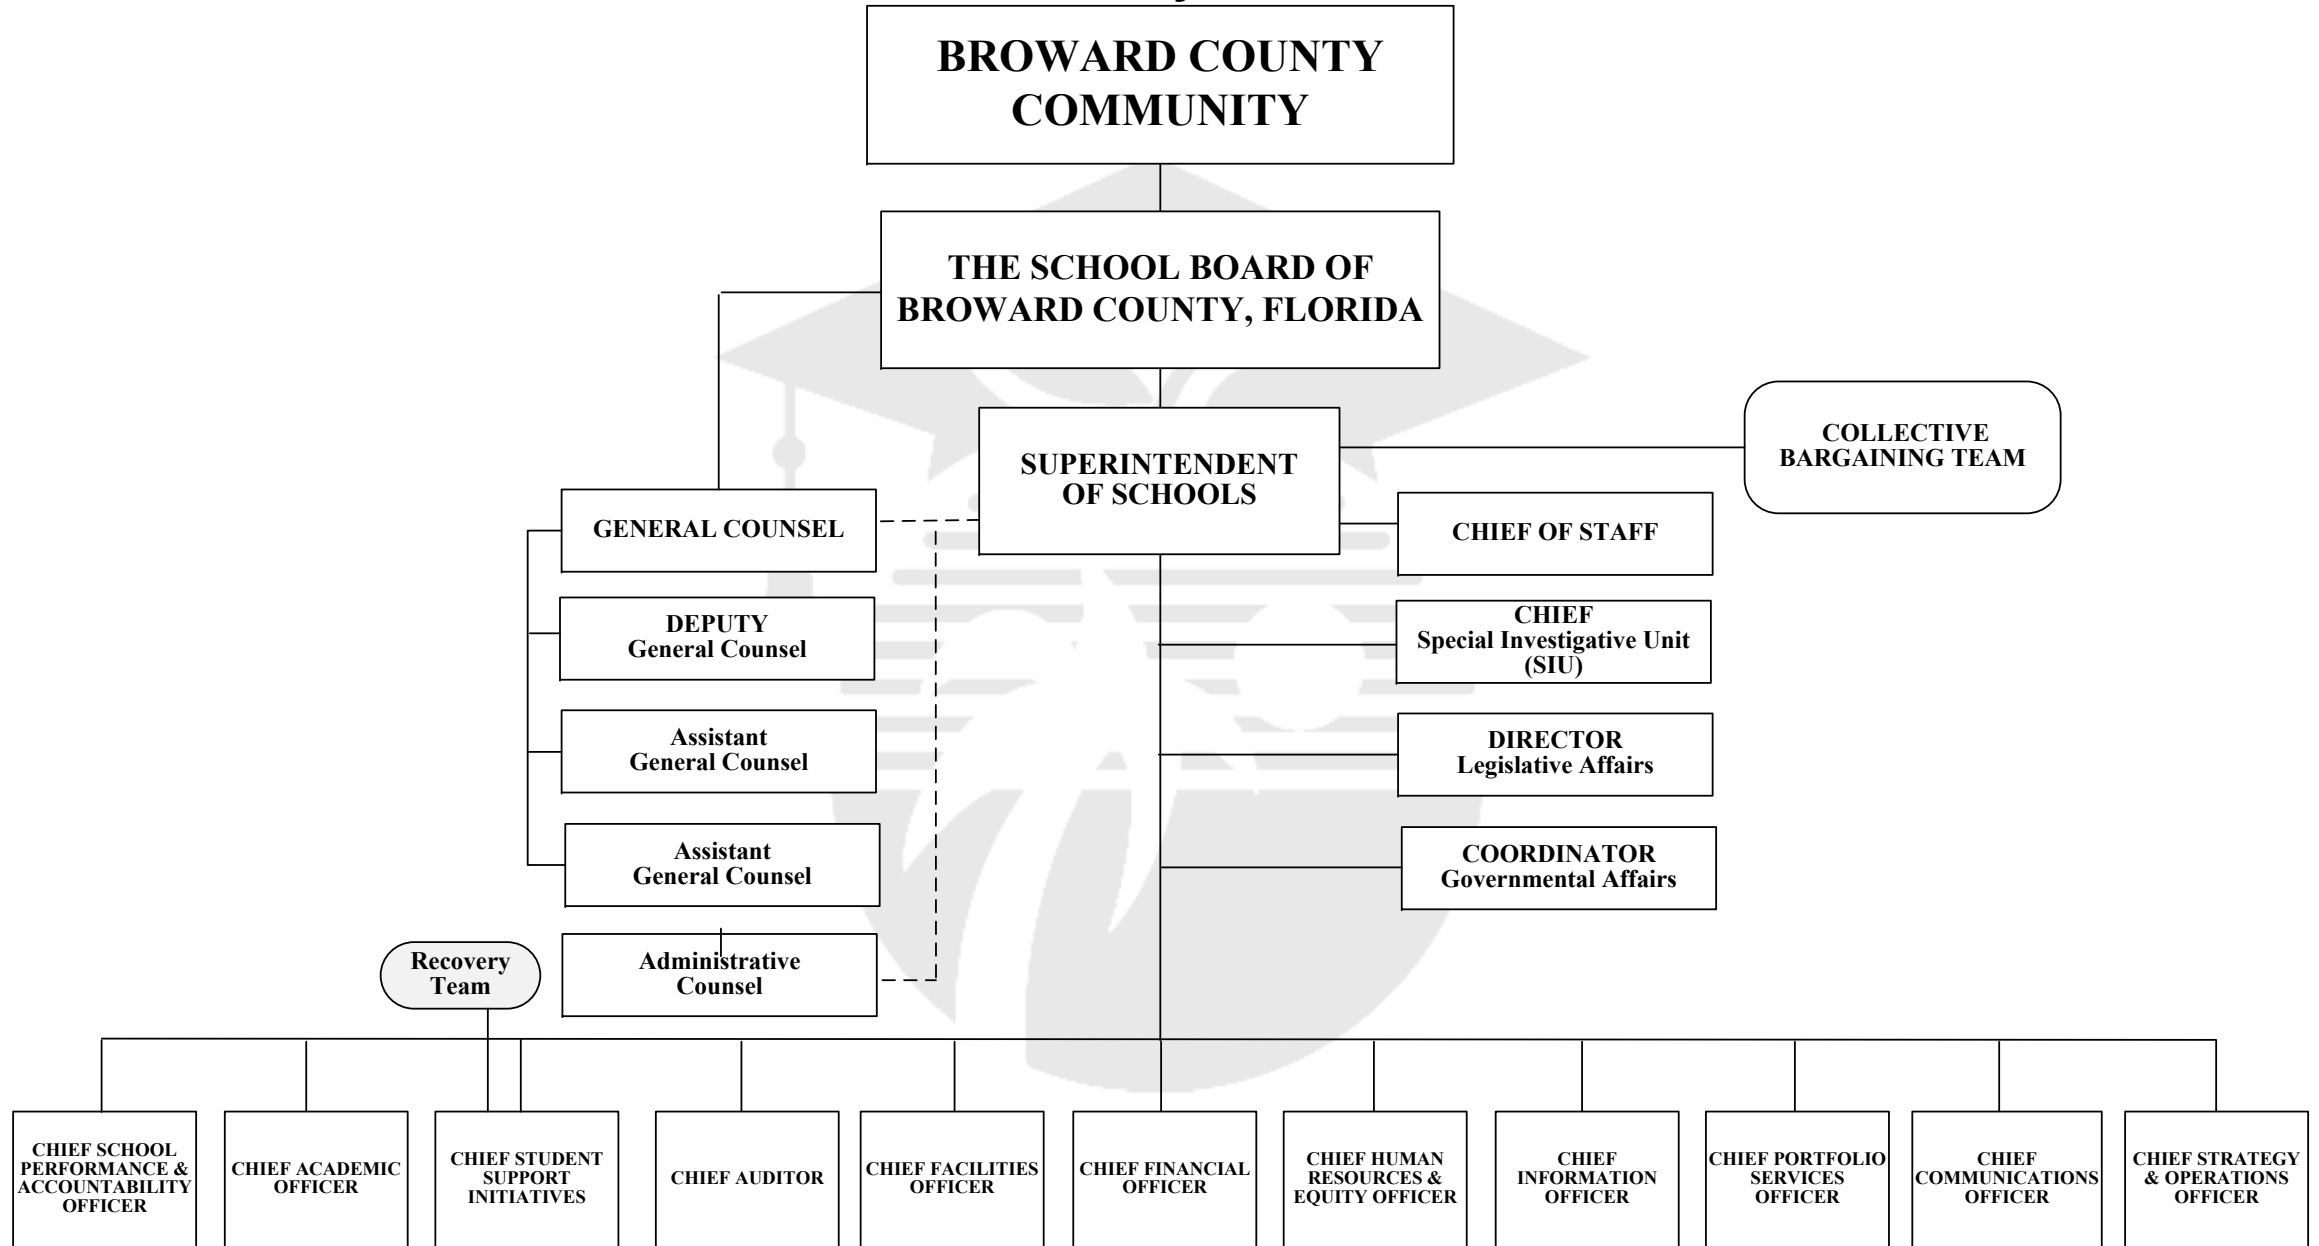 BROWARD COUNTY
COMMUNITY
THE SCHOOL BOARD OF
BROWARD COUNTY, FLORIDA
COLLECTIVE
BARGAINING TEAM
SUPERINTENDENT
OF SCHOOLS
GENERAL COUNSEL
CHIEF OF STAFF
DEPUTY
General Counsel
CHIEF
Special Investigative Unit
(SIU)
Assistant
General Counsel
DIRECTOR
Legislative Affairs
Assistant
General Counsel
COORDINATOR
Governmental Affairs
Recovery
Team
Administrative
Counsel
CHIEF SCHOOL
PERFORMANCE &
ACCOUNTABILITY
OFFICER
CHIEF ACADEMIC
OFFICER
CHIEF STUDENT
SUPPORT
INITIATIVES
CHIEF AUDITOR
CHIEF FACILITIES
OFFICER
CHIEF FINANCIAL
OFFICER
CHIEF HUMAN
RESOURCES &
EQUITY OFFICER
CHIEF
INFORMATION
OFFICER
CHIEF PORTFOLIO
SERVICES
OFFICER
CHIEF
COMMUNICATIONS
OFFICER
CHIEF STRATEGY
& OPERATIONS
OFFICER